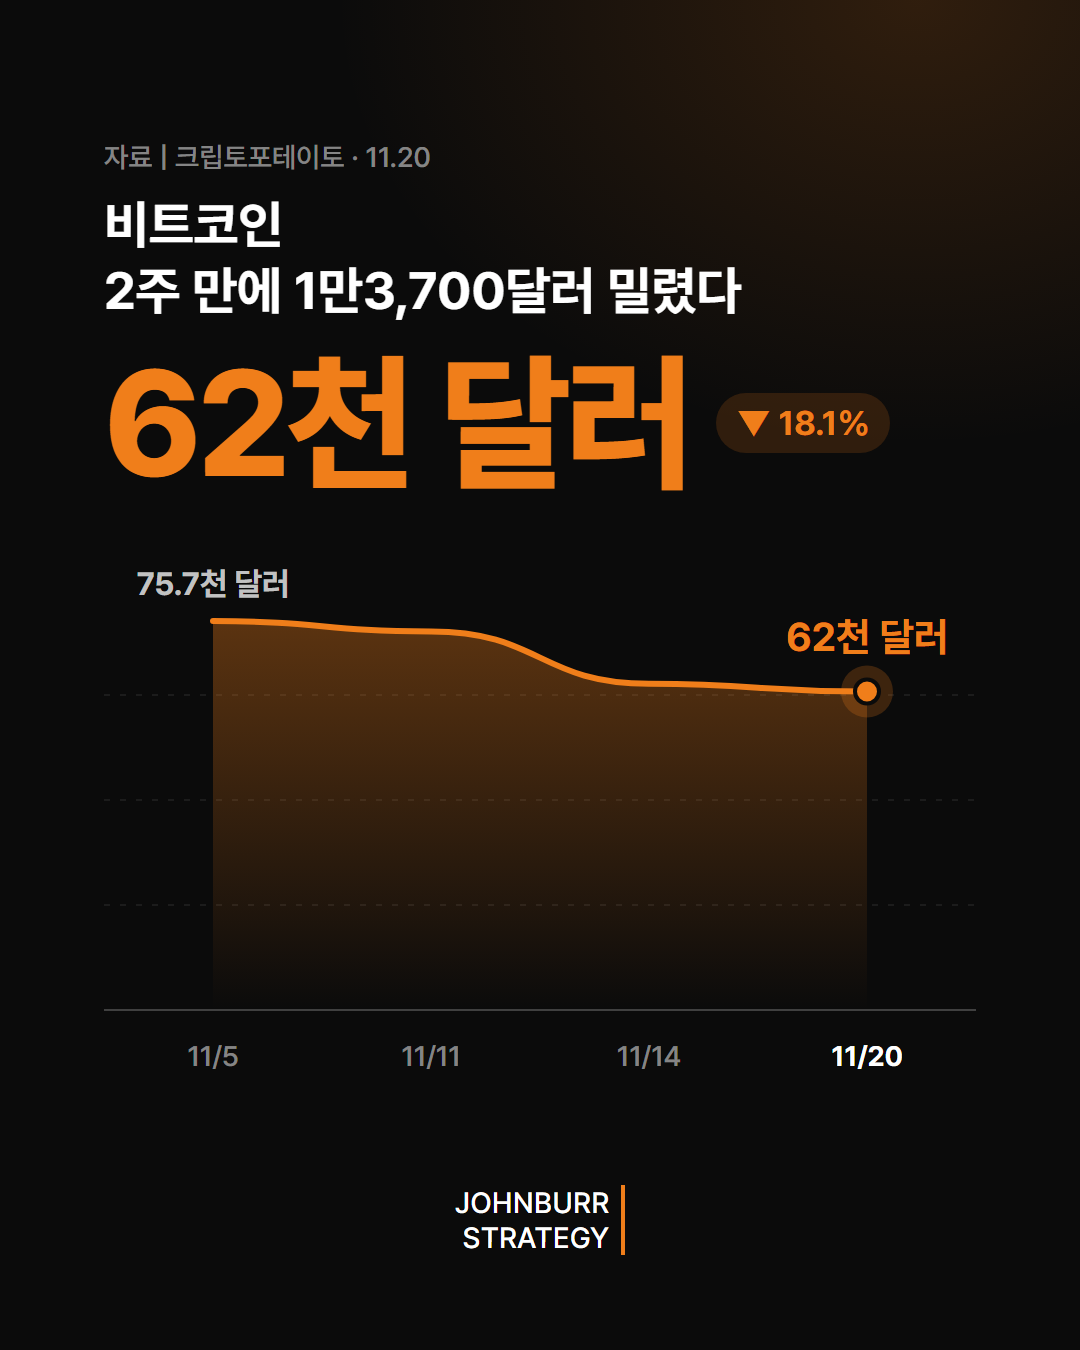 자료 | 크립토포테이토 · 11.20
비트코인
2주 만에 1만3,700달러 밀렸다
62천 달러
▼ 18.1%
75.7천 달러
62천 달러
11/5
11/11
11/14
11/20
JOHNBURR
STRATEGY